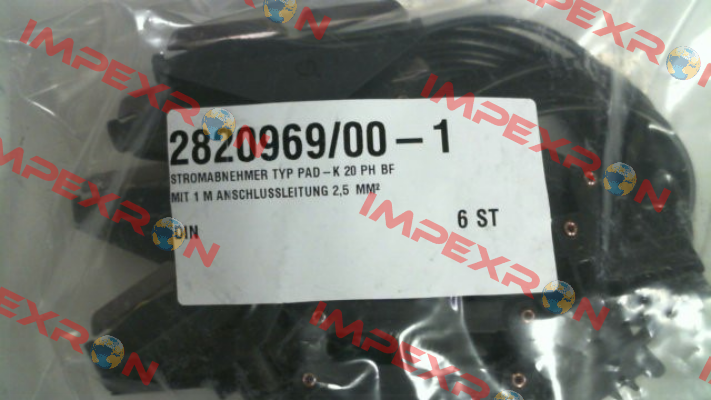 2820969/00-1
STROMABNEHMER TYP PAD-K 20 PH BF
MIT 1 M ANSCHLUSSLEITUNG 2,5 MM²
DIN
6 ST
IMPEXRON
IMPEXRON
IMPEXRON
IMPEXRON
IMPEXRON